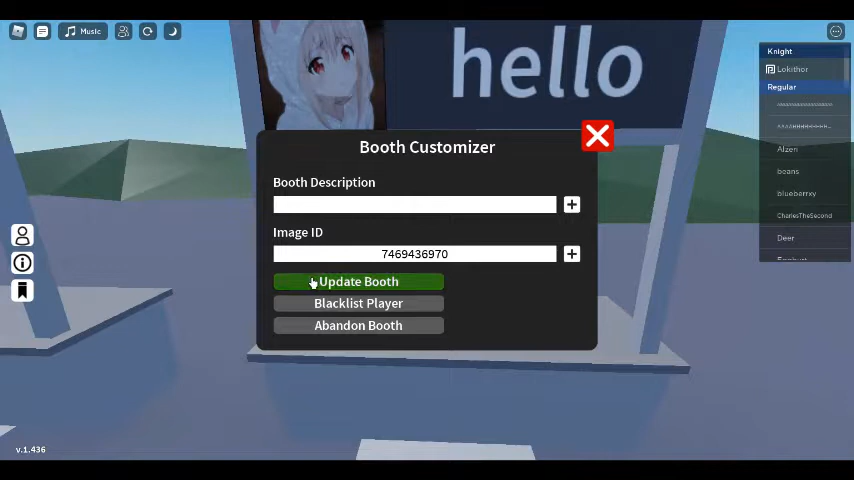 Music
hello
Knight
Lokithor
Regular
Alzen
beans
blueberrxy
CharlesTheSecond
Deer
Booth Customizer
Booth Description
+
Image ID
7469436970
+
Update Booth
Blacklist Player
Abandon Booth
v.1.436